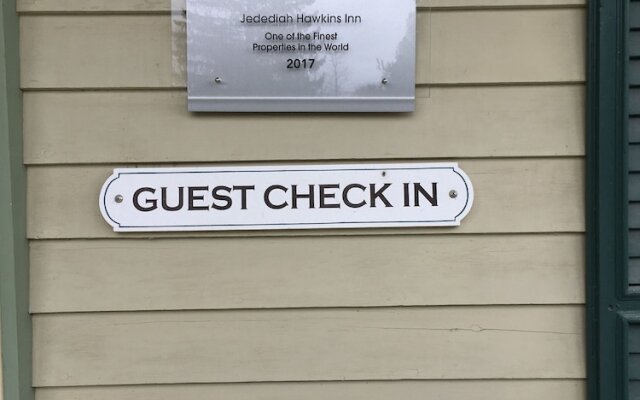 Jedediah Hawkins Inn
One of the Finest
Properties in the World
2017
GUEST CHECK IN